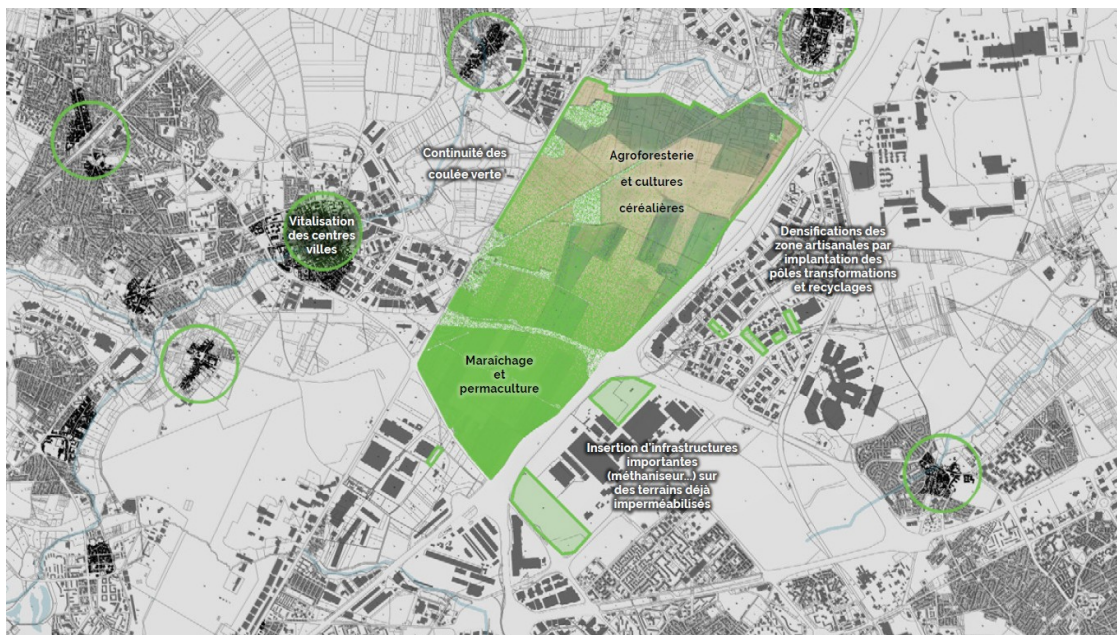 Continuité des
coulée verte
Agroforesterie
et cultures
céréalières
Vitalisation
des centres
villes
Densifications des
zone artisanales par
implantation des
pôles transformations
et recyclages
Maraîchage
et
permaculture
Insertion d'infrastructures
importantes
(méthaniseur...) sur
des terrains déjà
imperméabilisés